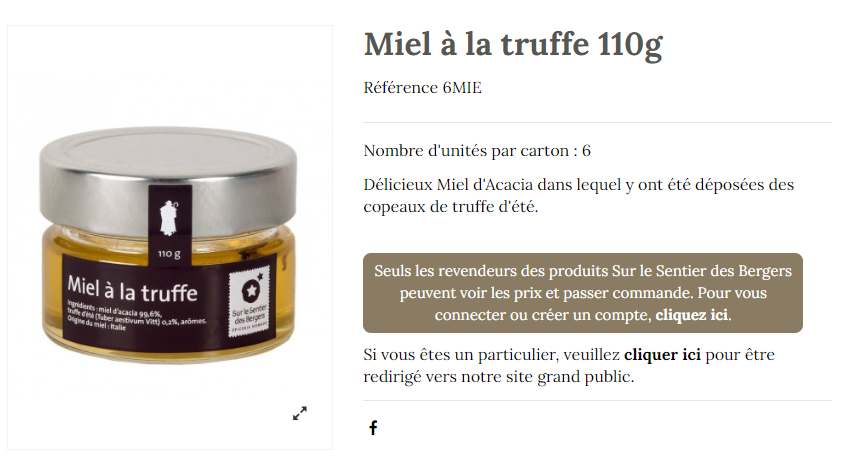 Miel à la truffe 110g
Référence 6MIE
Nombre d'unités par carton : 6
Délicieux Miel d'Acacia dans lequel y ont été déposées des
copeaux de truffe d'été.
Seuls les revendeurs des produits Sur le Sentier des Bergers
peuvent voir les prix et passer commande. Pour vous
connecter ou créer un compte, cliquez ici.
Si vous êtes un particulier, veuillez cliquer ici pour être
redirigé vers notre site grand public.
110 g
Miel à la truffe
Ingrédients : miel d'acacia 99,6%,
truffe d'été (Tuber aestivum Vitt) 0,2%, arômes.
Origine du miel : Italie
Sur le Sentier
des Bergers